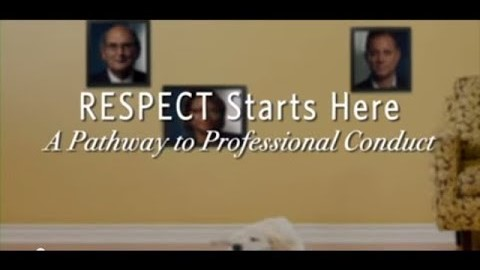 RESPECT Starts Here
A Pathway to Professional Conduct